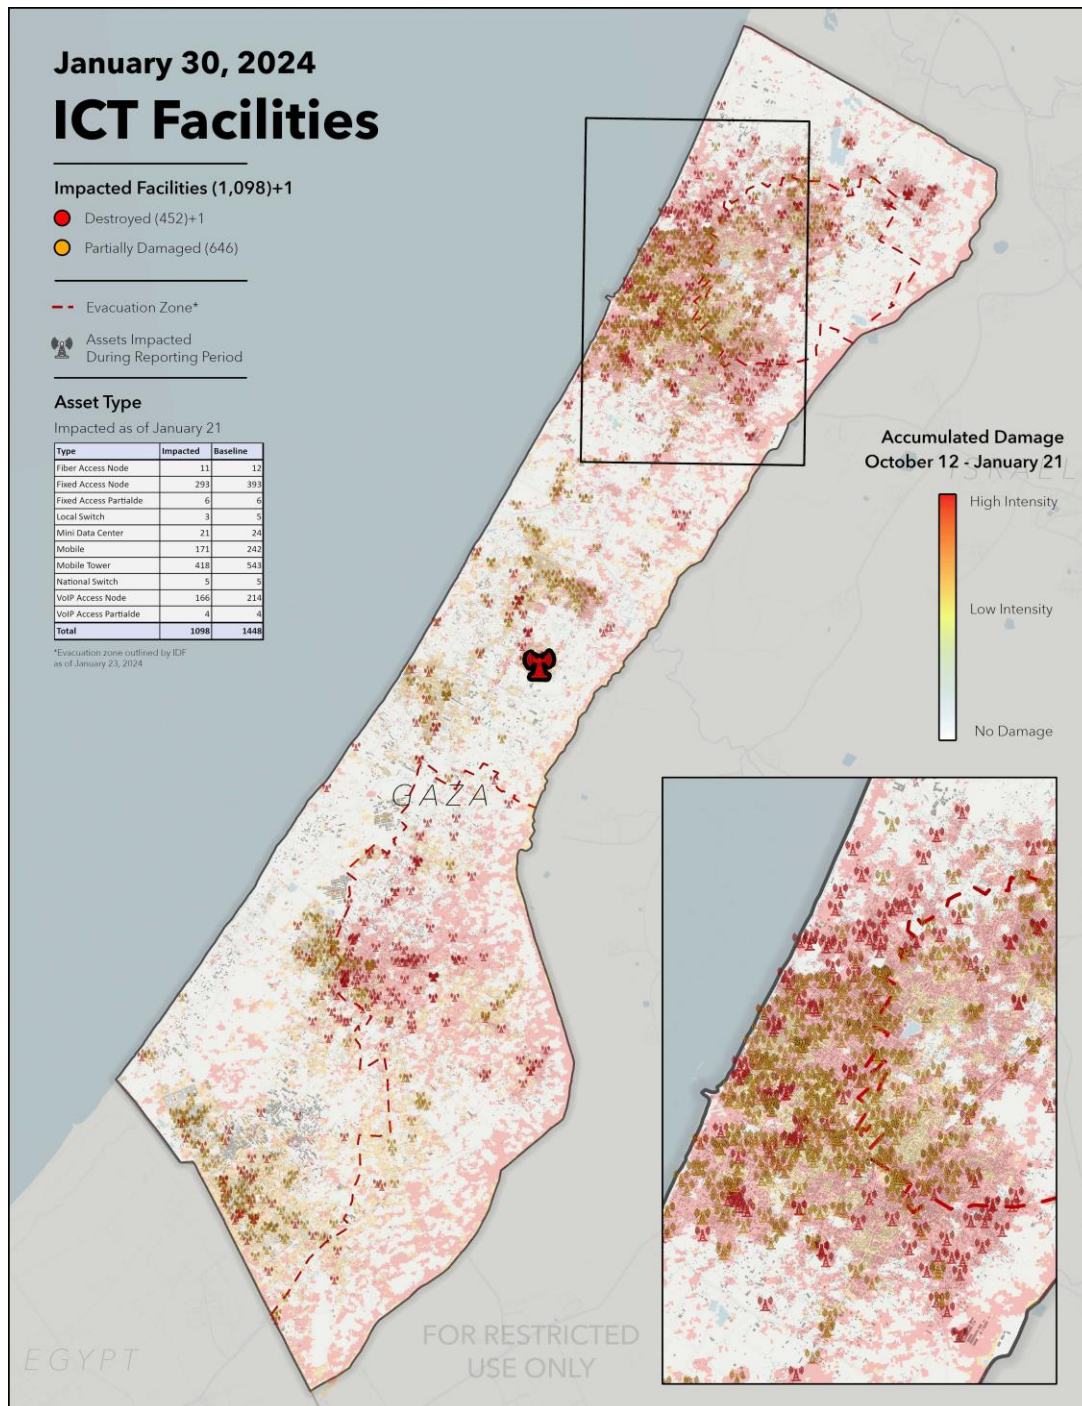 January 30, 2024
ICT Facilities
Impacted Facilities (1,098)+1
Destroyed (452)+1
Partially Damaged (646)
Evacuation Zone*
Assets Impacted
During Reporting Period
Asset Type
Impacted as of January 21
Type Impacted Baseline
Fiber Access Node 11 12
Fixed Access Node 293 393
Fixed Access Partialde 6 6
Local Switch 3 5
Mini Data Center 21 24
Mobile 171 242
Mobile Tower 418 543
National Switch 5 5
VoIP Access Node 166 214
VoIP Access Partialde 4 4
Total 1098 1448
*Evacuation zone outlined by IDF
as of January 23, 2024
Accumulated Damage
October 12 - January 21
ISRAEL
High Intensity
Low Intensity
No Damage
GAZA
EGYPT
FOR RESTRICTED
USE ONLY